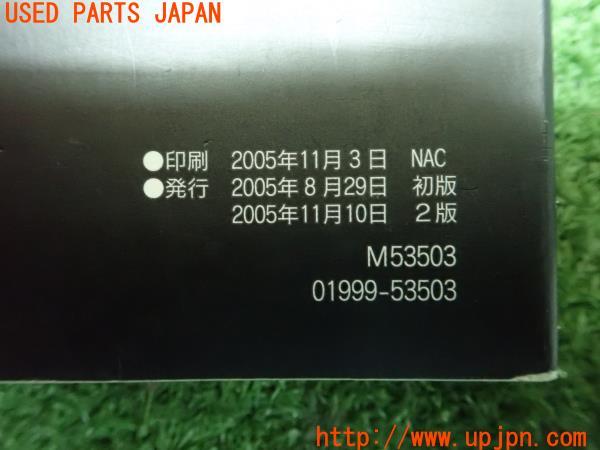 USED PARTS JAPAN
●印刷 2005年11月3日 NAC
●発行 2005年8月29日 初版
2005年11月10日 2版
M53503
01999-53503
http://www.upjpn.com/